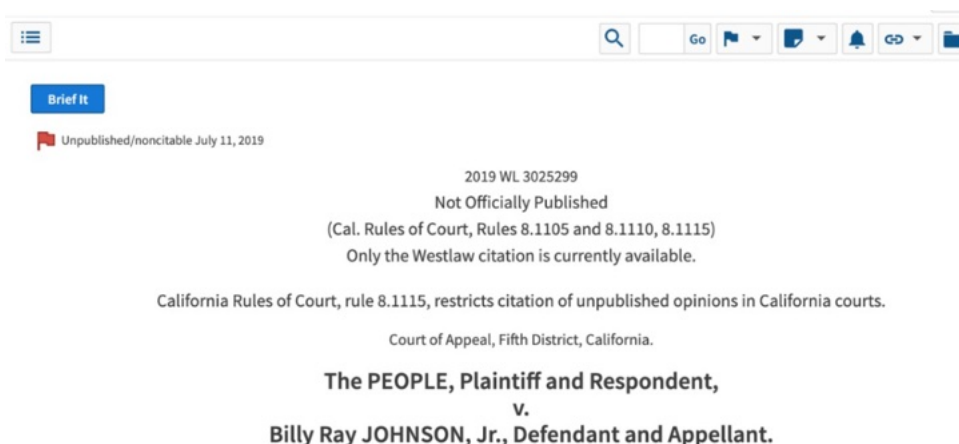 Go
Brief It
Unpublished/noncitable July 11, 2019
2019 WL 3025299
Not Officially Published
(Cal. Rules of Court, Rules 8.1105 and 8.1110, 8.1115)
Only the Westlaw citation is currently available.
California Rules of Court, rule 8.1115, restricts citation of unpublished opinions in California courts.
Court of Appeal, Fifth District, California.
The PEOPLE, Plaintiff and Respondent,
v.
Billy Ray JOHNSON, Jr., Defendant and Appellant.